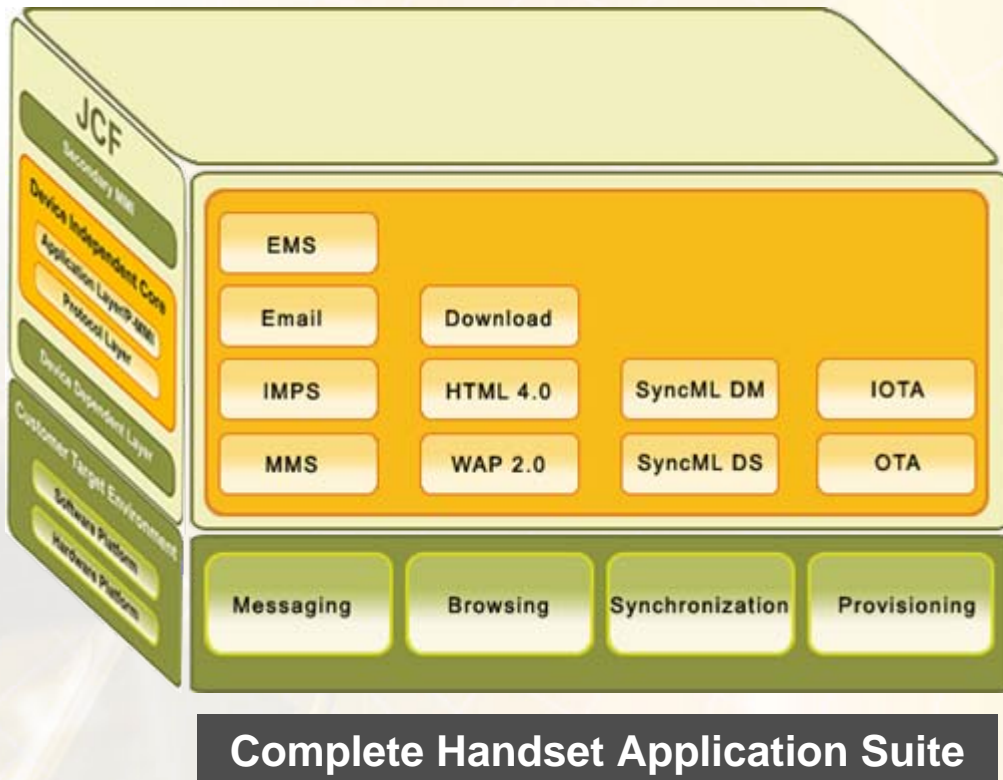 JCF
Secondary MMI
Device Independent Core
Application Layer/P-MMI
Protocol Layer
Device Dependent Layer
Customer Target Environment
Software Platform
Hardware Platform
EMS
Email
Download
IMPS
HTML 4.0
SyncML DM
IOTA
MMS
WAP 2.0
SyncML DS
OTA
Messaging
Browsing
Synchronization
Provisioning
Complete Handset Application Suite